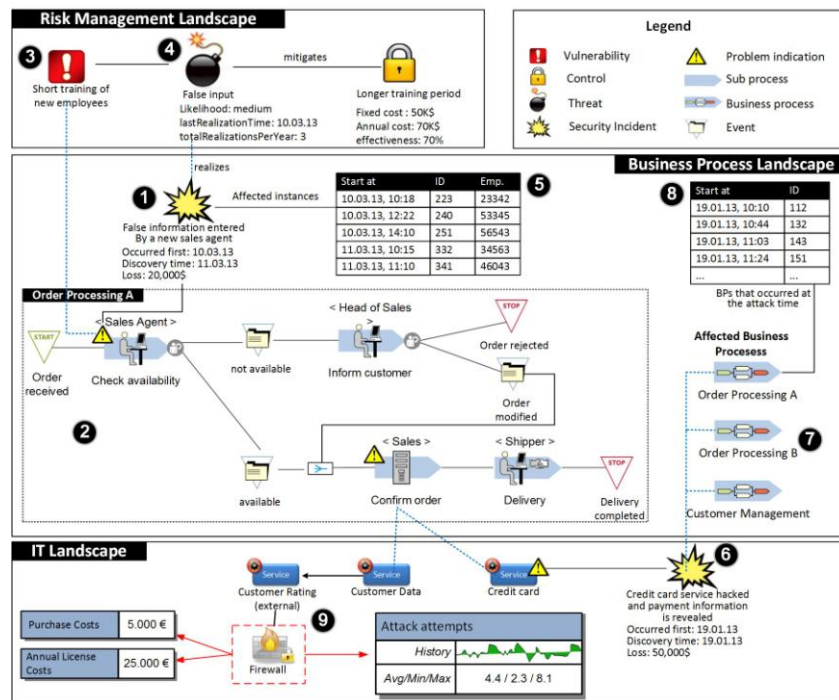 Risk Management Landscape
3
4
mitigates
Short training of
new employees
False input
Likelihood: medium
lastRealizationTime: 10.03.13
totalRealizationsPerYear: 3
Longer training period
Fixed cost : 50K$
Annual cost: 70K$
effectiveness: 70%
Legend
Vulnerability
Control
Threat
Security Incident
Problem indication
Sub process
Business process
Event
Business Process Landscape
realizes
1
Affected instances
False information entered
By a new sales agent
Occurred first: 10.03.13
Discovery time: 11.03.13
Loss: 20,000$
5
Start at ID Emp.
10.03.13, 10:18 223 23342
10.03.13, 12:22 240 53345
10.03.13, 14:10 251 56543
11.03.13, 10:15 332 34563
11.03.13, 11:10 341 46043
8
Start at ID
19.01.13, 10:10 112
19.01.13, 10:44 132
19.01.13, 11:03 143
19.01.13, 11:24 151
... ...
BPs that occurred at
the attack time
Order Processing A
START
Order
received
< Sales Agent >
Check availability
not available
< Head of Sales
>
Inform customer
STOP
Order rejected
Order
modified
2
available
< Sales >
Confirm order
< Shipper >
Delivery
STOP
Delivery
completed
Affected Business
Procesess
Order Processing A
Order Processing B
7
Customer Management
IT Landscape
Service
Customer Rating
(external)
Service
Customer Data
Service
Credit card
6
Credit card service hacked
and payment information
is revealed
Occurred first: 19.01.13
Discovery time: 19.01.13
Loss: 50,000$
9
Purchase Costs 5.000 €
Annual License
Costs
25.000 €
Firewall
Attack attempts
History
Avg/Min/Max 4.4 / 2.3 / 8.1